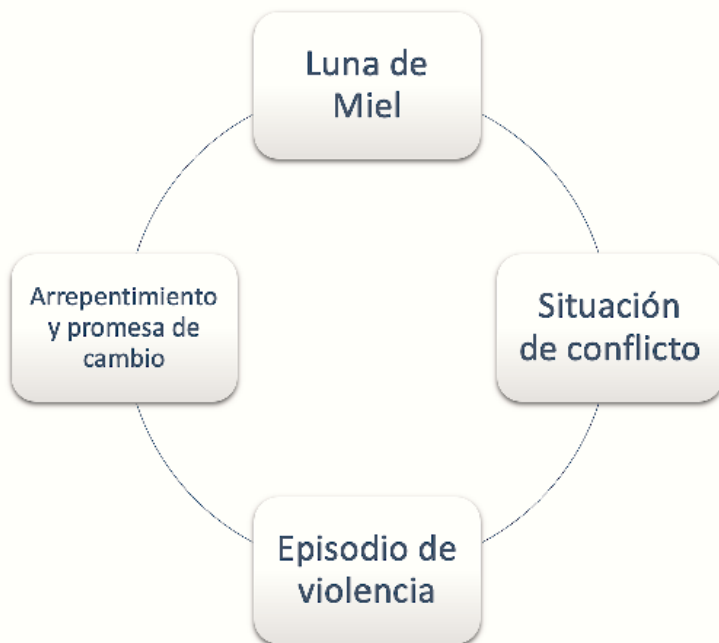 Luna de
Miel
Situación
de conflicto
Episodio de
violencia
Arrepentimiento
y promesa de
cambio